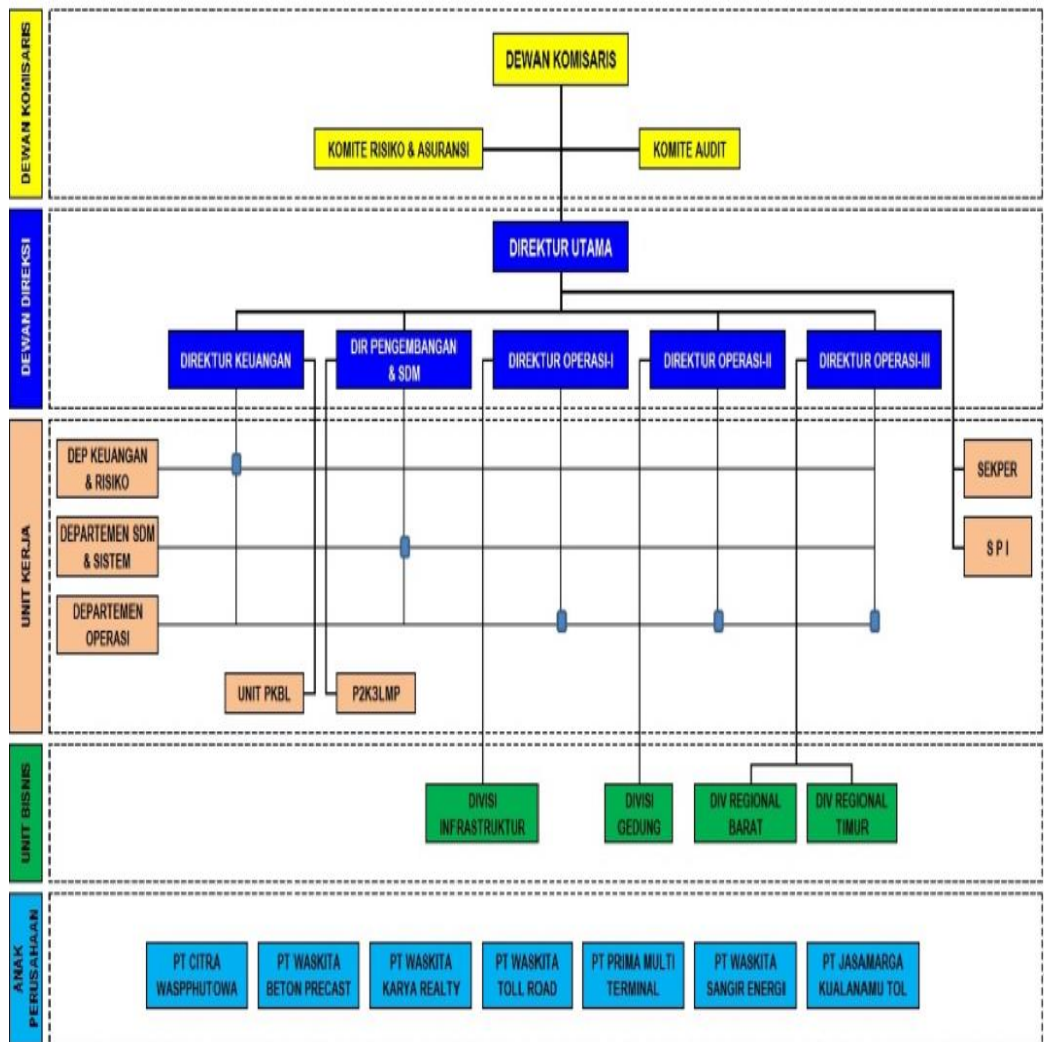 DEWAN KOMISARIS
DEWAN KOMISARIS
KOMITE RISIKO & ASURANSI
KOMITE AUDIT
DEWAN DIREKSI
DIREKTUR UTAMA
DIREKTUR KEUANGAN
DIR PENGEMBANGAN
& SDM
DIREKTUR OPERASI-I
DIREKTUR OPERASI-II
DIREKTUR OPERASI-III
UNIT KERJA
DEP KEUANGAN
& RISIKO
SEKPER
DEPARTEMEN SDM
& SISTEM
S P I
DEPARTEMEN
OPERASI
UNIT PKBL
P2K3LMP
UNIT BISNIS
DIVISI
INFRASTRUKTUR
DIVISI
GEDUNG
DIV REGIONAL
BARAT
DIV REGIONAL
TIMUR
ANAK
PERUSAHAAN
PT CITRA
WASPPHUTOWA
PT WASKITA
BETON PRECAST
PT WASKITA
KARYA REALTY
PT WASKITA
TOLL ROAD
PT PRIMA MULTI
TERMINAL
PT WASKITA
SANGIR ENERGII
PT JASAMARGA
KUALANAMU TOL